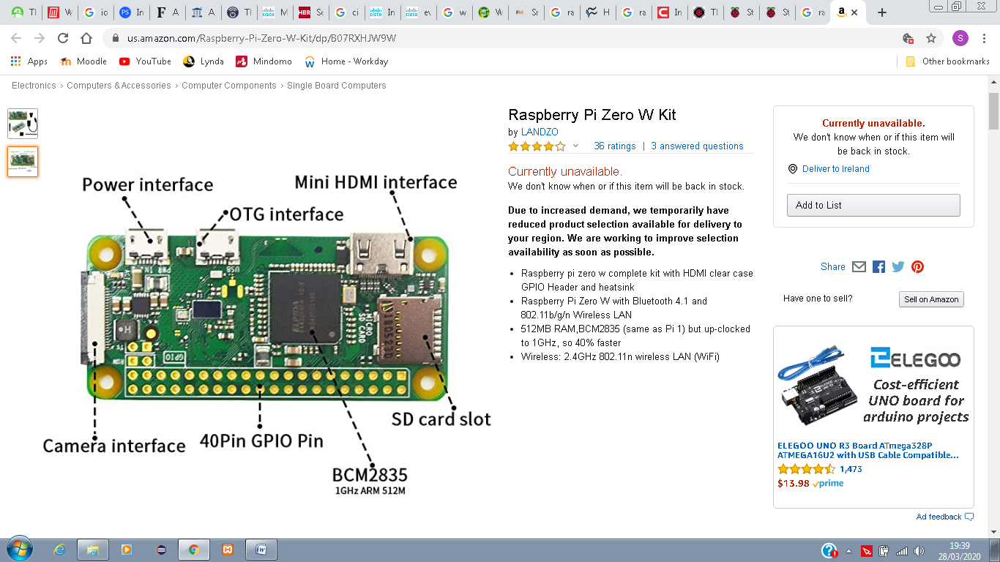 Tl
W
io
In
F
A
Tl
M
HBR
Se
ci
In
ev
w
W
Sr
ra
H
ra
In
Tl
St
St
ra
us.amazon.com/Raspberry-Pi-Zero-W-Kit/dp/B07RXHJW9W
S
Apps
Moodle
YouTube
Lynda
Mindomo
Home - Workday
Other bookmarks
Electronics › Computers & Accessories › Computer Components › Single Board Computers
Power interface
Mini HDMI interface
OTG interface
PWR IN
USB
ELPIDA
MICRO
SD CARD
GPIO
RUN
Camera interface
40Pin GPIO Pin
SD card slot
BCM2835
1GHz ARM 512M
Raspberry Pi Zero W Kit
by LANDZO
36 ratings | 3 answered questions
Currently unavailable.
We don't know when or if this item will be back in stock.
Due to increased demand, we temporarily have
reduced product selection available for delivery to
your region. We are working to improve selection
availability as soon as possible.
• Raspberry pi zero w complete kit with HDMI clear case
GPIO Header and heatsink
• Raspberry Pi Zero W with Bluetooth 4.1 and
802.11b/g/n Wireless LAN
• 512MB RAM,BCM2835 (same as Pi 1) but up-clocked
to 1GHz, so 40% faster
• Wireless: 2.4GHz 802.11n wireless LAN (WiFi)
Currently unavailable.
We don't know when or if this item will
be back in stock.
Deliver to Ireland
Add to List
Share
Have one to sell?
Sell on Amazon
ELEGOO
Cost-efficient
UNO board for
arduino projects
ELEGOO UNO R3 Board ATmega328P
ATMEGA16U2 with USB Cable Compatible...
1,473
$13.98 prime
Ad feedback
19:39
28/03/2020